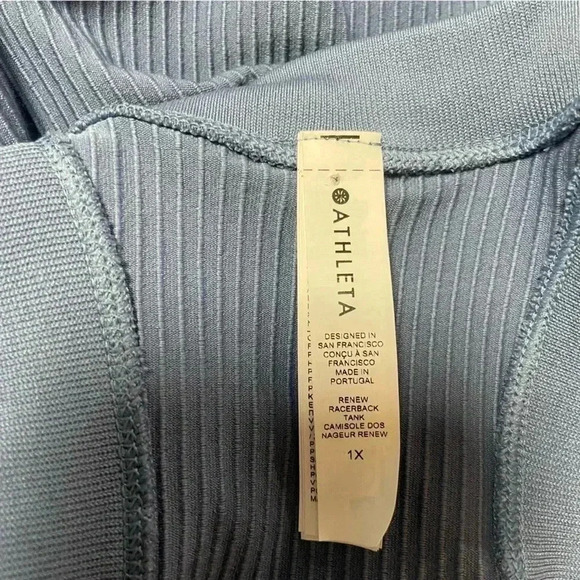 ATHLETA
DESIGNED IN
SAN FRANCISCO
CONÇU À SAN
FRANCISCO
MADE IN
PORTUGAL
RENEW
RACERBACK
TANK
CAMISOLE DOS
NAGEUR RENEW
1X